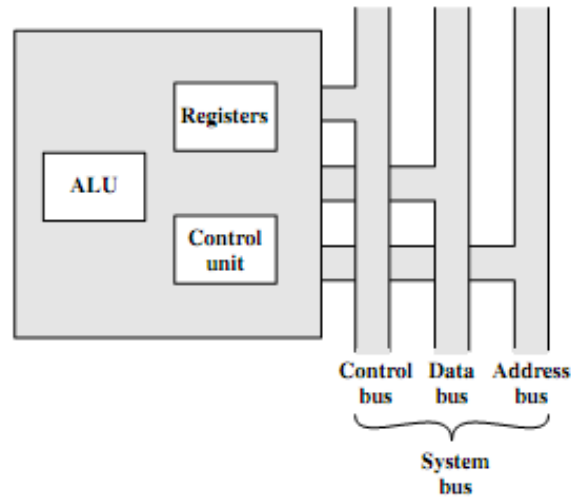 Registers
ALU
Control
unit
Control Data Address
bus bus bus
System
bus